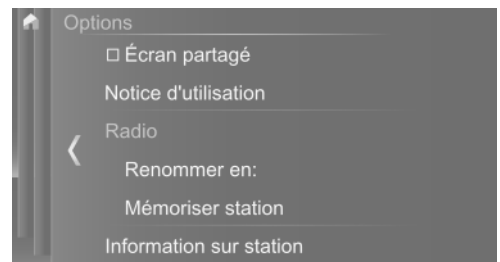 Options
Écran partagé
Notice d'utilisation
Radio
Renommer en:
Mémoriser station
Information sur station